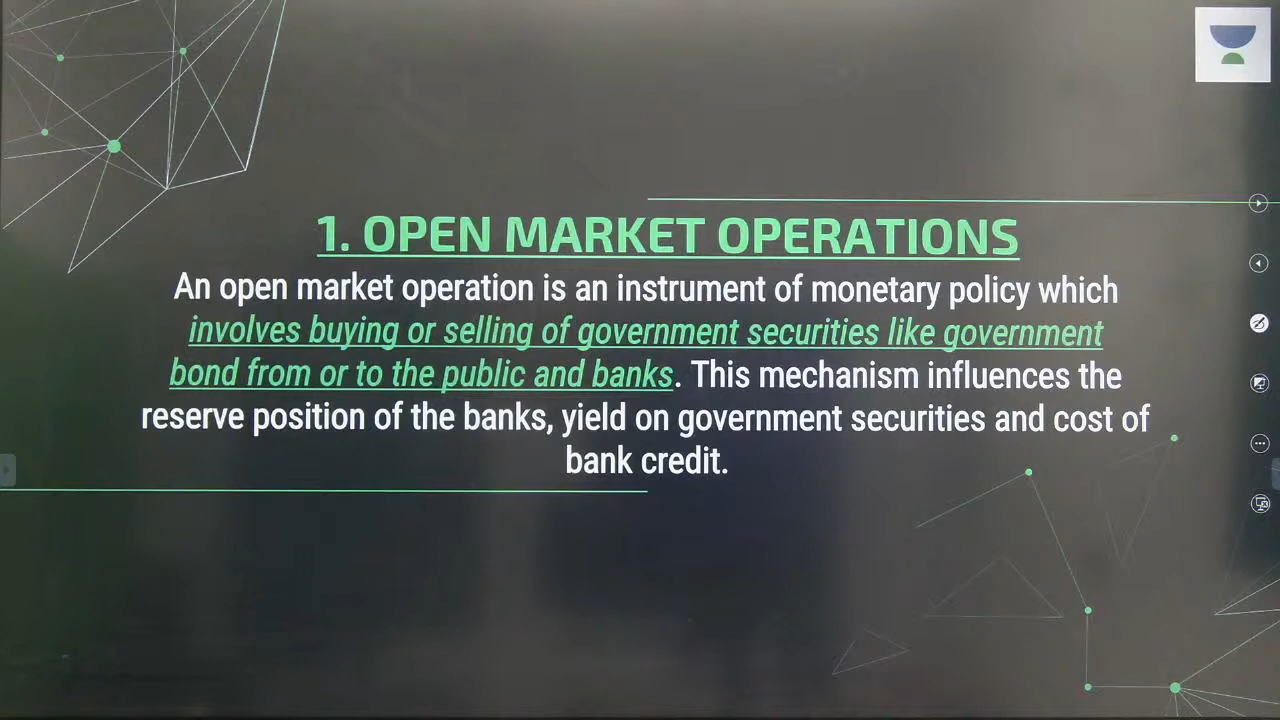 1. OPEN MARKET OPERATIONS
An open market operation is an instrument of monetary policy which
involves buying or selling of government securities like government
bond from or to the public and banks. This mechanism influences the
reserve position of the banks, yield on government securities and cost of
bank credit.